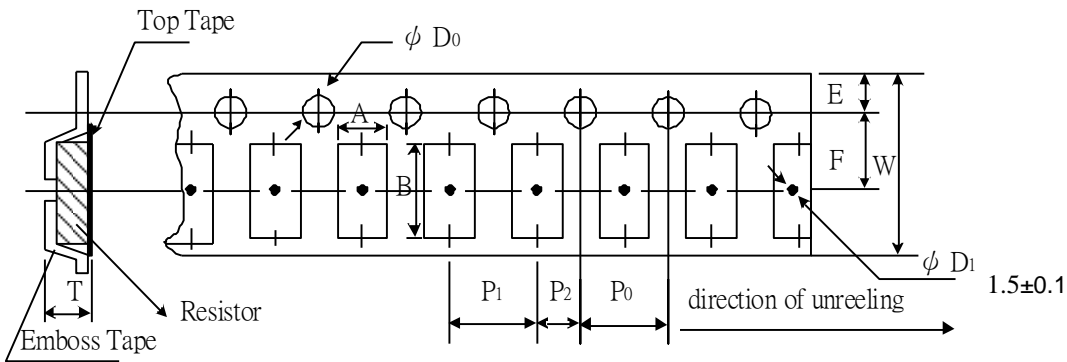 Top Tape
ϕ D0
E
A
F
W
B
ϕ D1
1.5±0.1
T
P1
P2
P0
direction of unreeling
Resistor
Emboss Tape